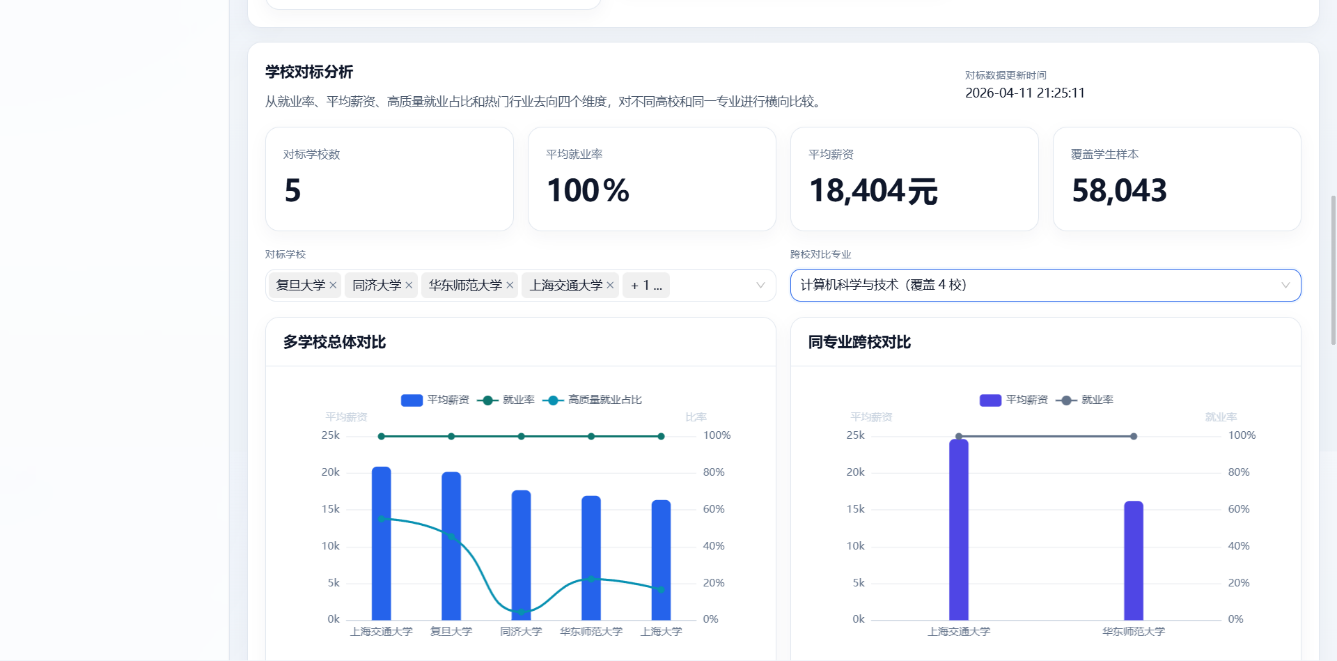 学校对标分析
从就业率、平均薪资、高质量就业占比和热门行业去向四个维度，对不同高校和同一专业进行横向比较。
对标数据更新时间
2026-04-11 21:25:11
对标学校数
5
平均就业率
100%
平均薪资
18,404元
覆盖学生样本
58,043
对标学校
复旦大学 × 同济大学 × 华东师范大学 × 上海交通大学 × + 1 ...
跨校对比专业
计算机科学与技术（覆盖 4 校）
多学校总体对比
平均薪资 就业率 高质量就业占比
平均薪资
比率
25k
20k
15k
10k
5k
0k
100%
80%
60%
40%
20%
0%
上海交通大学 复旦大学 同济大学 华东师范大学 上海大学
同专业跨校对比
平均薪资 就业率
平均薪资
就业率
25k
20k
15k
10k
5k
0k
100%
80%
60%
40%
20%
0%
上海交通大学 华东师范大学